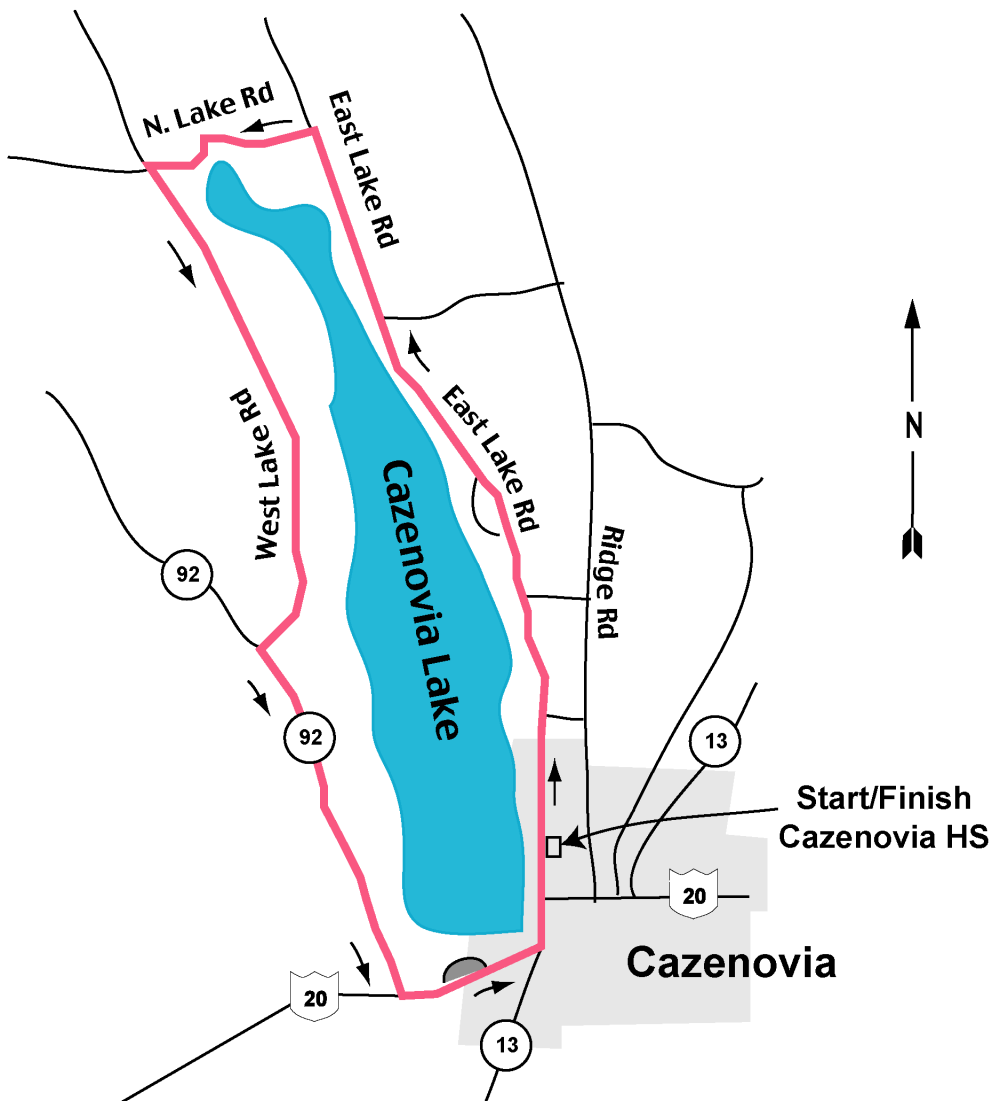 N. Lake Rd
East Lake Rd
East Lake Rd
West Lake Rd
Cazenovia Lake
Ridge Rd
N
92
92
13
Start/Finish
Cazenovia HS
20
Cazenovia
20
13